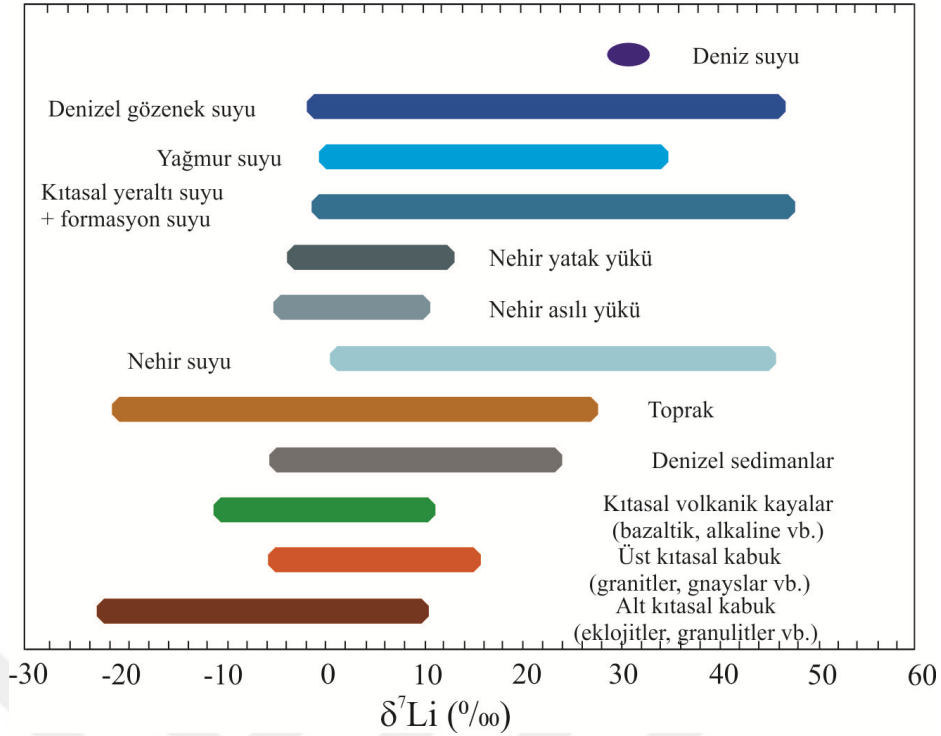 Deniz suyu
Denizel gözenek suyu
Yağmur suyu
Kıtasal yeraltı suyu
+ formasyon suyu
Nehir yatak yükü
Nehir asılı yükü
Nehir suyu
Toprak
Denizel sedimanlar
Kıtasal volkanik kayalar
(bazaltik, alkaline vb.)
Üst kıtasal kabuk
(granitler, gnayslar vb.)
Alt kıtasal kabuk
(eklojitler, granulitler vb.)
-30 -20 -10 0 10 20 30 40 50 60
δ⁷Li (⁰/₀₀)